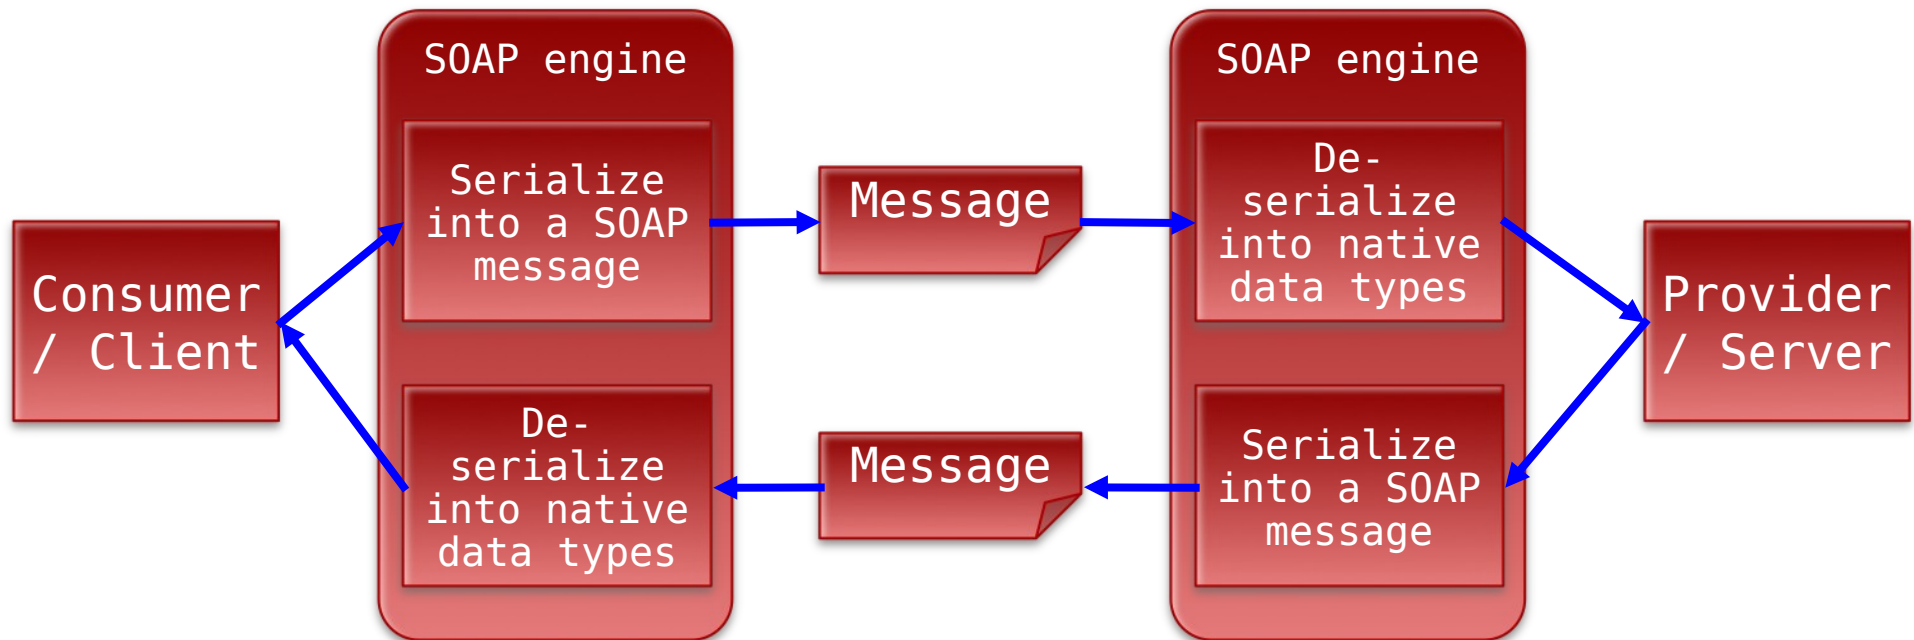 SOAP engine
Serialize
into a SOAP
message
De-
serialize
into native
data types
SOAP engine
De-
serialize
into native
data types
Serialize
into a SOAP
message
Message
Message
Consumer
/ Client
Provider
/ Server